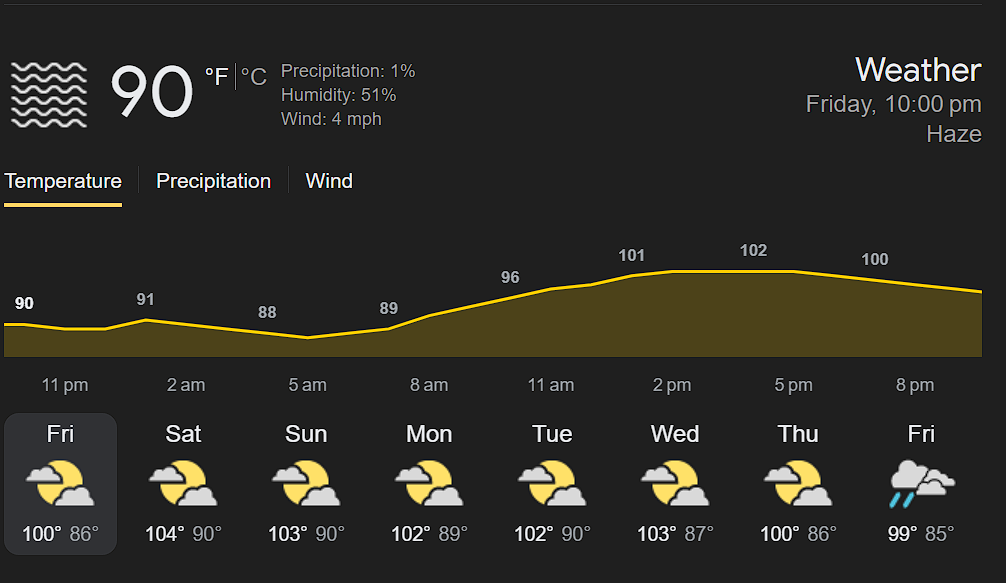 90 °F °C
Precipitation: 1%
Humidity: 51%
Wind: 4 mph
Weather
Friday, 10:00 pm
Haze
Temperature Precipitation Wind
90 91 88 89 96 101 102 100
11 pm 2 am 5 am 8 am 11 am 2 pm 5 pm 8 pm
Fri Sat Sun Mon Tue Wed Thu Fri
100° 86° 104° 90° 103° 90° 102° 89° 102° 90° 103° 87° 100° 86° 99° 85°